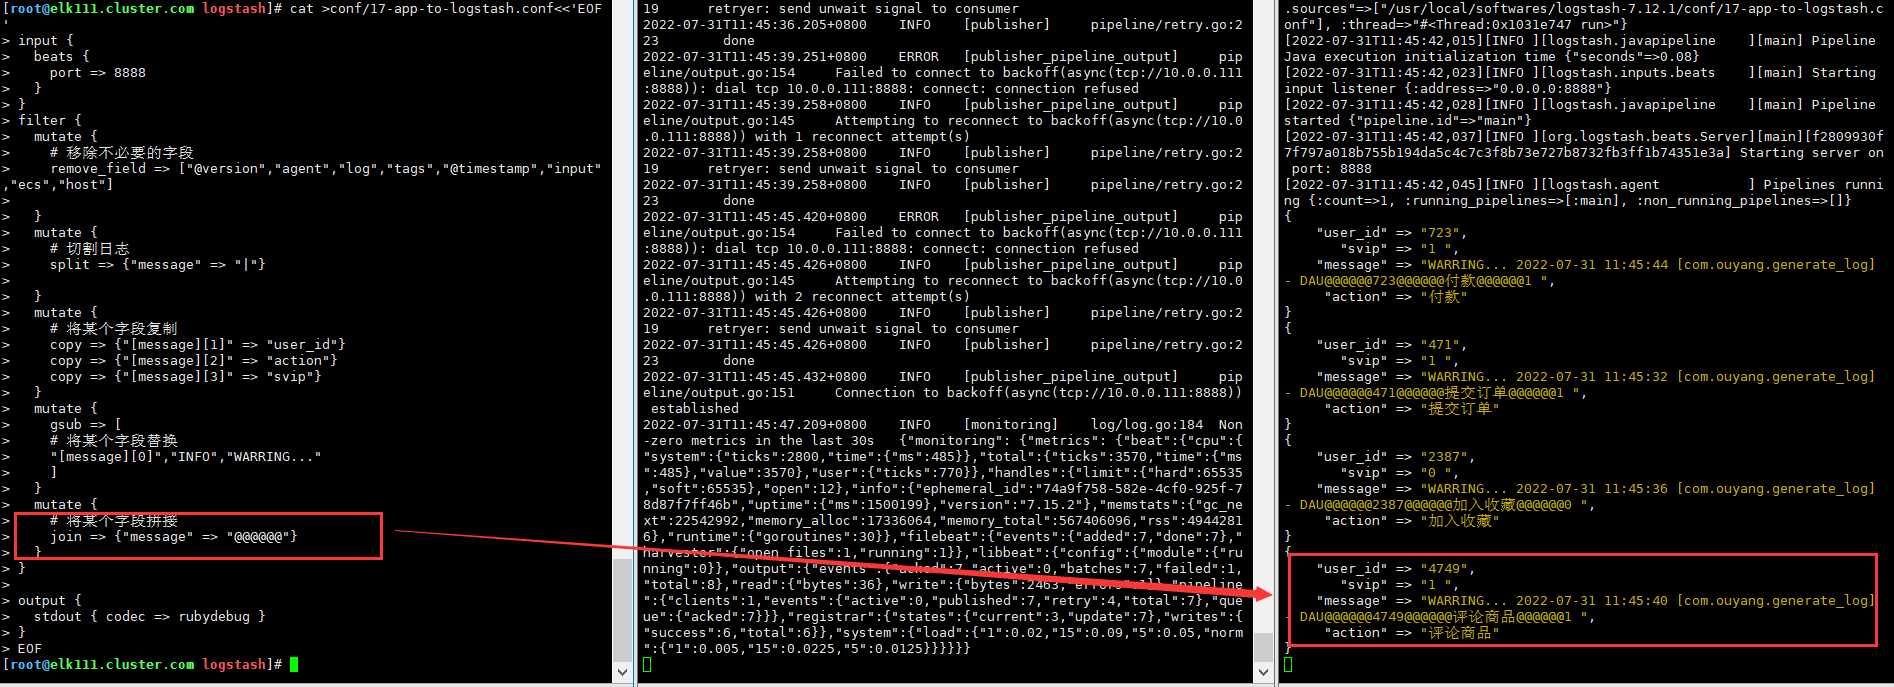 [root@elk111.cluster.com logstash]# cat >conf/17-app-to-logstash.conf<<'EOF
'
> input {
>   beats {
>     port => 8888
>   }
> }
> filter {
>   mutate {
>     # 移除不必要的字段
>     remove_field => ["@version","agent","log","tags","@timestamp","input"
,"ecs","host"]
>
>   }
>   mutate {
>     # 切割日志
>     split => {"message" => "|"}
>
>   }
>   mutate {
>     # 将某个字段复制
>     copy => {"[message][1]" => "user_id"}
>     copy => {"[message][2]" => "action"}
>     copy => {"[message][3]" => "svip"}
>   }
>   mutate {
>     gsub => [
>     # 将某个字段替换
>     "[message][0]","INFO","WARRING..."
>     ]
>   }
>   mutate {
>     # 将某个字段拼接
>     join => {"message" => "@@@@@@"}
>   }
> }
>
> output {
>   stdout { codec => rubydebug }
> }
> EOF
[root@elk111.cluster.com logstash]#
19      retryer: send unwait signal to consumer
2022-07-31T11:45:36.205+0800    INFO    [publisher]     pipeline/retry.go:2
23        done
2022-07-31T11:45:39.251+0800    ERROR   [publisher_pipeline_output]     pip
eline/output.go:154     Failed to connect to backoff(async(tcp://10.0.0.111
:8888)): dial tcp 10.0.0.111:8888: connect: connection refused
2022-07-31T11:45:39.258+0800    INFO    [publisher_pipeline_output]     pip
eline/output.go:145     Attempting to reconnect to backoff(async(tcp://10.0
.0.111:8888)) with 1 reconnect attempt(s)
2022-07-31T11:45:39.258+0800    INFO    [publisher]     pipeline/retry.go:2
19      retryer: send unwait signal to consumer
2022-07-31T11:45:39.258+0800    INFO    [publisher]     pipeline/retry.go:2
23        done
2022-07-31T11:45:45.420+0800    ERROR   [publisher_pipeline_output]     pip
eline/output.go:154     Failed to connect to backoff(async(tcp://10.0.0.111
:8888)): dial tcp 10.0.0.111:8888: connect: connection refused
2022-07-31T11:45:45.426+0800    INFO    [publisher_pipeline_output]     pip
eline/output.go:145     Attempting to reconnect to backoff(async(tcp://10.0
.0.111:8888)) with 2 reconnect attempt(s)
2022-07-31T11:45:45.426+0800    INFO    [publisher]     pipeline/retry.go:2
19      retryer: send unwait signal to consumer
2022-07-31T11:45:45.426+0800    INFO    [publisher]     pipeline/retry.go:2
23        done
2022-07-31T11:45:45.432+0800    INFO    [publisher_pipeline_output]     pip
eline/output.go:151     Connection to backoff(async(tcp://10.0.0.111:8888))
 established
2022-07-31T11:45:47.209+0800    INFO    [monitoring]    log/log.go:184  Non
-zero metrics in the last 30s   {"monitoring": {"metrics": {"beat":{"cpu":{
"system":{"ticks":2800,"time":{"ms":485}},"total":{"ticks":3570,"time":{"ms
":485},"value":3570},"user":{"ticks":770}},"handles":{"limit":{"hard":65535
,"soft":65535},"open":12},"info":{"ephemeral_id":"74a9f758-582e-4cf0-925f-7
8d87f7ff46b","uptime":{"ms":1500199},"version":"7.15.2"},"memstats":{"gc_ne
xt":22542992,"memory_alloc":17336064,"memory_total":567406096,"rss":4944281
6},"runtime":{"goroutines":30}},"filebeat":{"events":{"added":7,"done":7},"
harvester":{"open_files":1,"running":1}},"libbeat":{"config":{"module":{"ru
nning":0}},"output":{"events":{"acked":7,"active":0,"batches":7,"failed":1,
"total":8},"read":{"bytes":36},"write":{"bytes":2463,"errors":1}},"pipeline
":{"clients":1,"events":{"active":0,"published":7,"retry":4,"total":7},"que
ue":{"acked":7}}},"registrar":{"states":{"current":3,"update":7},"writes":{
"success":6,"total":6}},"system":{"load":{"1":0.02,"15":0.09,"5":0.05,"norm
":{"1":0.005,"15":0.0225,"5":0.0125}}}}}}
.sources"=>["/usr/local/softwares/logstash-7.12.1/conf/17-app-to-logstash.c
onf"], :thread=>"#<Thread:0x1031e747 run>"}
[2022-07-31T11:45:42,015][INFO ][logstash.javapipeline    ][main] Pipeline
Java execution initialization time {"seconds"=>0.08}
[2022-07-31T11:45:42,023][INFO ][logstash.inputs.beats    ][main] Starting
input listener {:address=>"0.0.0.0:8888"}
[2022-07-31T11:45:42,028][INFO ][logstash.javapipeline    ][main] Pipeline
started {"pipeline.id"=>"main"}
[2022-07-31T11:45:42,037][INFO ][org.logstash.beats.Server][main][f2809930f
7f797a018b755b194da5c4c7c3f8b73e727b8732fb3ff1b74351e3a] Starting server on
 port: 8888
[2022-07-31T11:45:42,045][INFO ][logstash.agent           ] Pipelines runni
ng {:count=>1, :running_pipelines=>[:main], :non_running_pipelines=>[]}
{
    "user_id" => "723",
       "svip" => "1 ",
    "message" => "WARRING... 2022-07-31 11:45:44 [com.ouyang.generate_log]
- DAU@@@@@@723@@@@@@付款@@@@@@1 ",
     "action" => "付款"
}
{
    "user_id" => "471",
       "svip" => "1 ",
    "message" => "WARRING... 2022-07-31 11:45:32 [com.ouyang.generate_log]
- DAU@@@@@@471@@@@@@提交订单@@@@@@1 ",
     "action" => "提交订单"
}
{
    "user_id" => "2387",
       "svip" => "0 ",
    "message" => "WARRING... 2022-07-31 11:45:36 [com.ouyang.generate_log]
- DAU@@@@@@2387@@@@@@加入收藏@@@@@@0 ",
     "action" => "加入收藏"
}
{
    "user_id" => "4749",
       "svip" => "1 ",
    "message" => "WARRING... 2022-07-31 11:45:40 [com.ouyang.generate_log]
- DAU@@@@@@4749@@@@@@评论商品@@@@@@1 ",
     "action" => "评论商品"
}